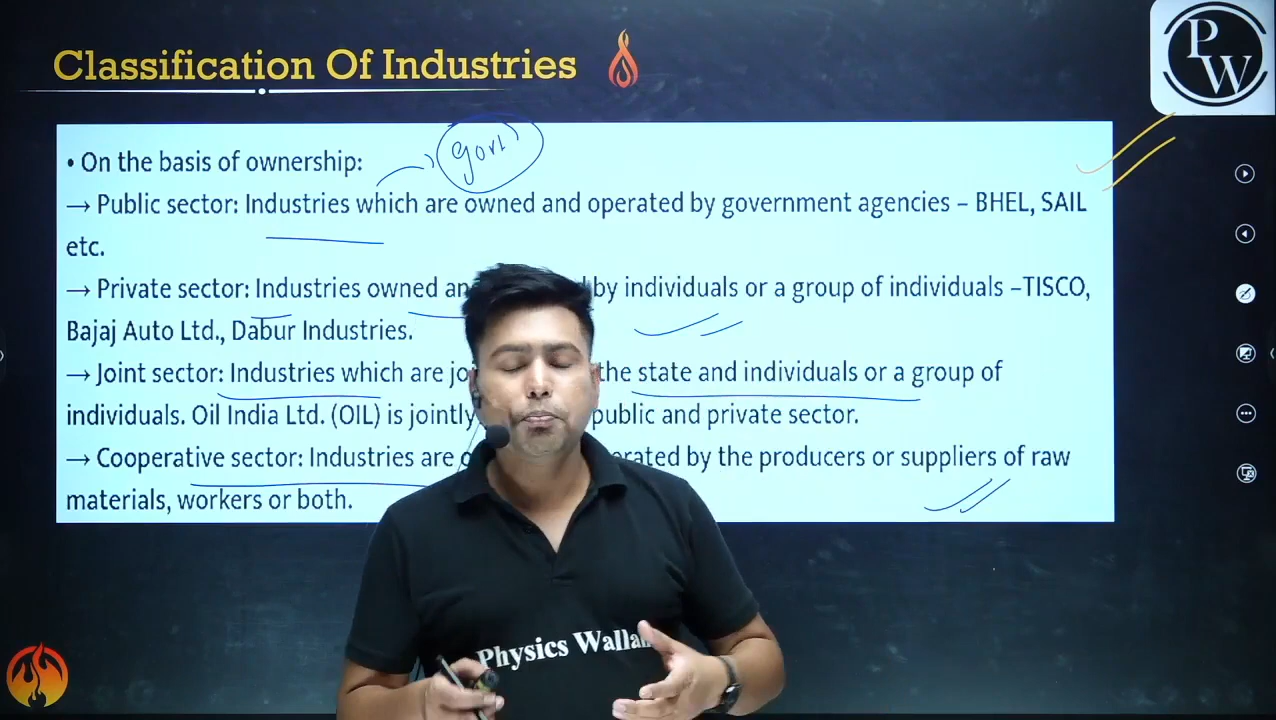 Classification Of Industries
P
W
govt
• On the basis of ownership:
→ Public sector: Industries which are owned and operated by government agencies – BHEL, SAIL
etc.
→ Private sector: Industries owned an by individuals or a group of individuals –TISCO,
Bajaj Auto Ltd., Dabur Industries.
→ Joint sector: Industries which are jo the state and individuals or a group of
individuals. Oil India Ltd. (OIL) is jointly public and private sector.
→ Cooperative sector: Industries are erated by the producers or suppliers of raw
materials, workers or both.
Physics Walla